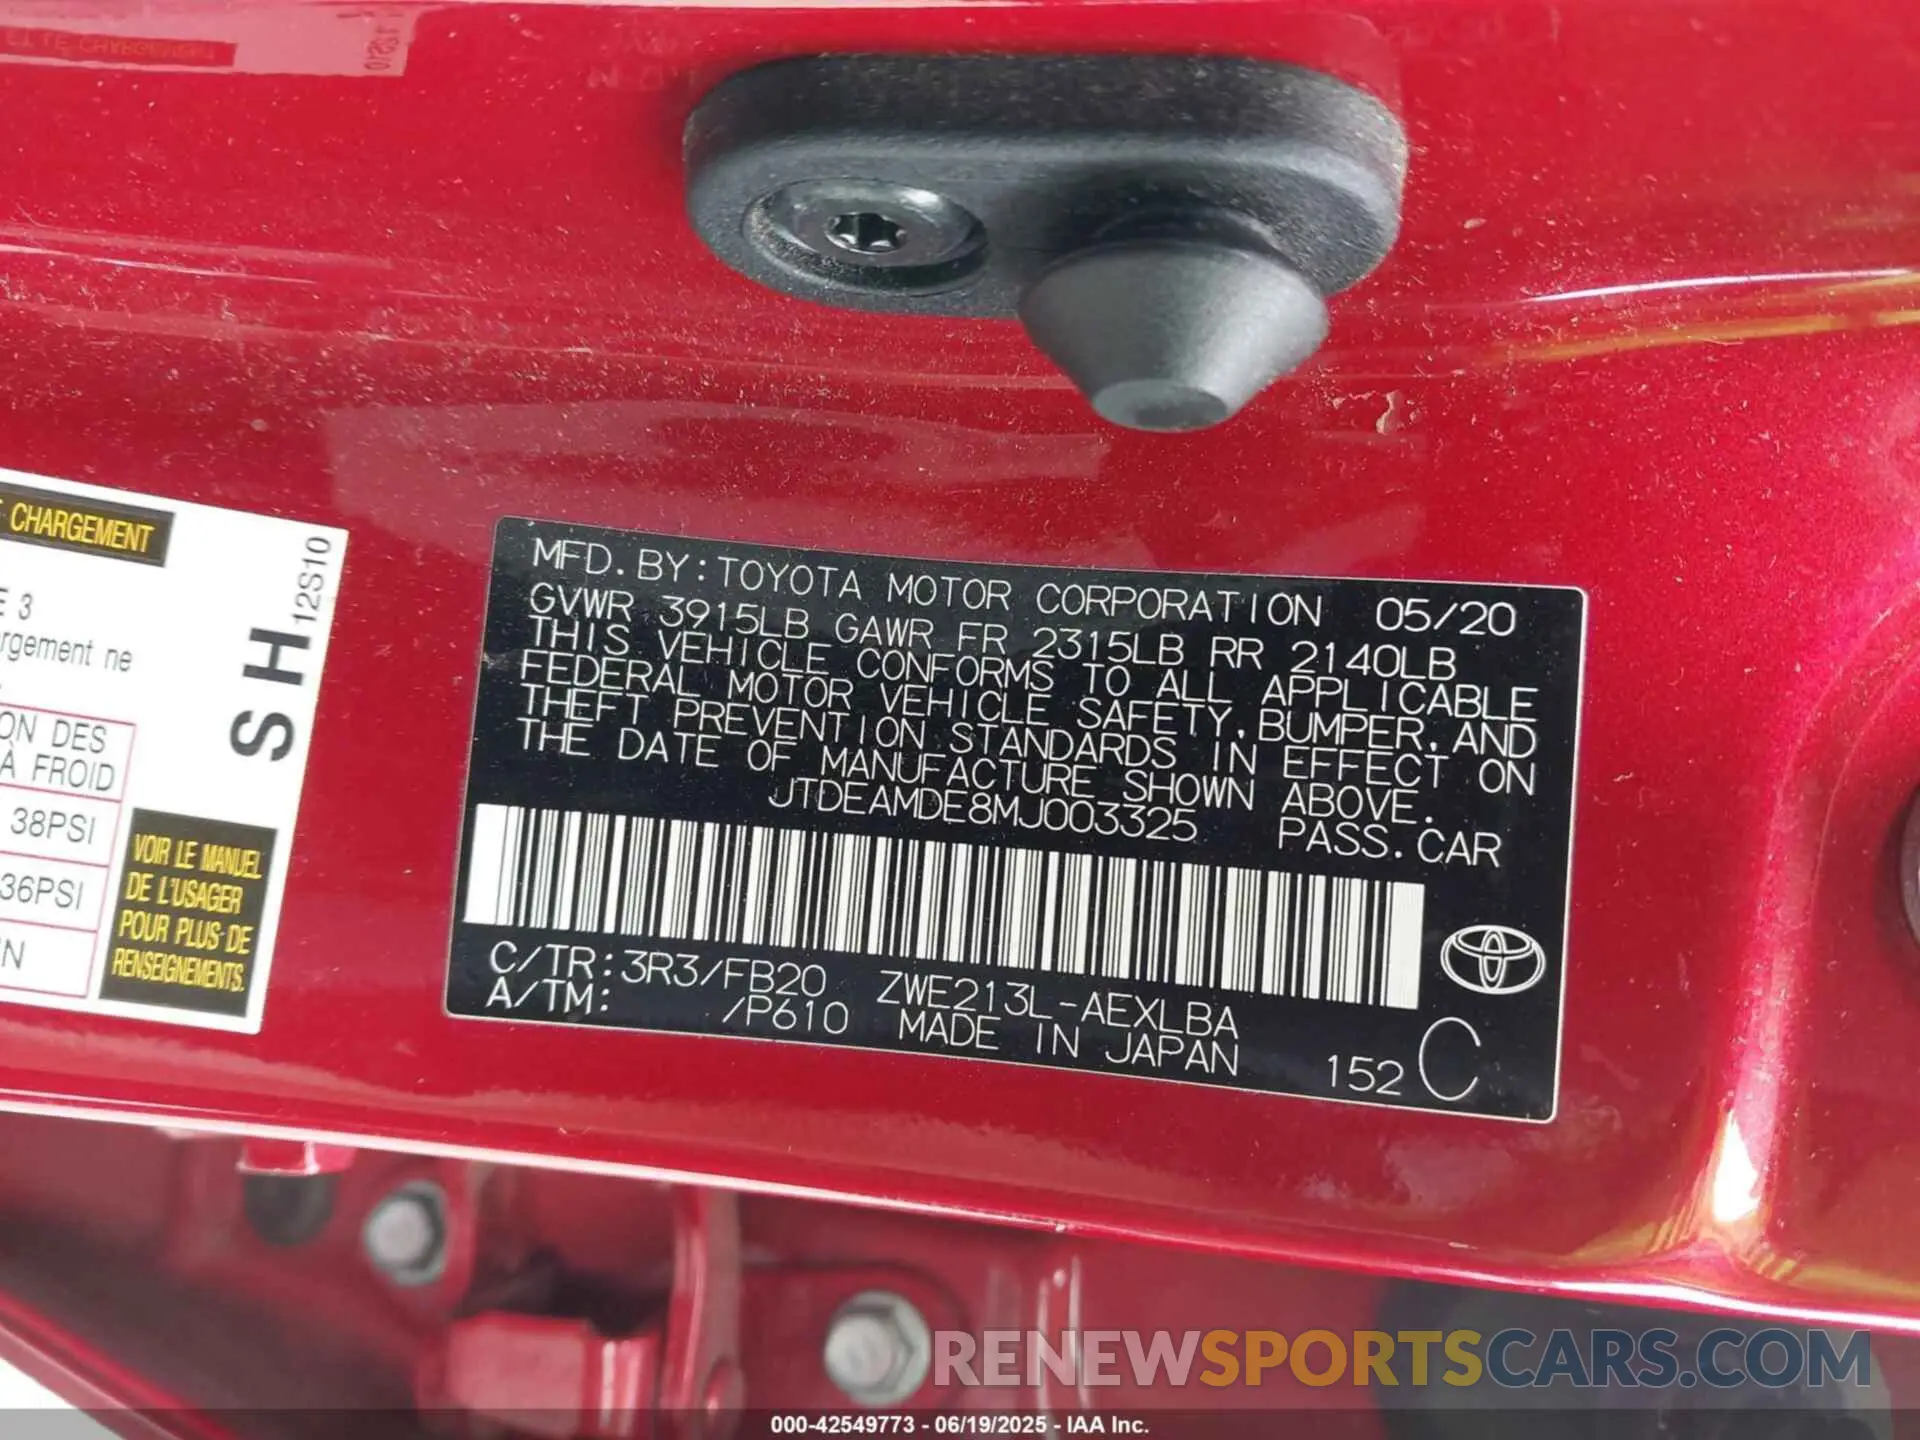 CHARGEMENT
E 3
rgement ne
ON DES
À FROID
38PSI
36PSI
N
SH12S10
VOIR LE MANUEL
DE L'USAGER
POUR PLUS DE
RENSEIGNEMENTS.
MFD. BY: TOYOTA MOTOR CORPORATION 05/20
GVWR 3915LB GAWR FR 2315LB RR 2140LB
THIS VEHICLE CONFORMS TO ALL APPLICABLE
FEDERAL MOTOR VEHICLE SAFETY, BUMPER, AND
THEFT PREVENTION STANDARDS IN EFFECT ON
THE DATE OF MANUFACTURE SHOWN ABOVE.
JTDEAMDE8MJ003325 PASS. CAR
C/TR: 3R3/FB20 ZWE213L-AEXLBA
A/TM: /P610 MADE IN JAPAN 152 C
RENEWSPORTSCARS.COM
000-42549773 - 06/19/2025 - IAA Inc.